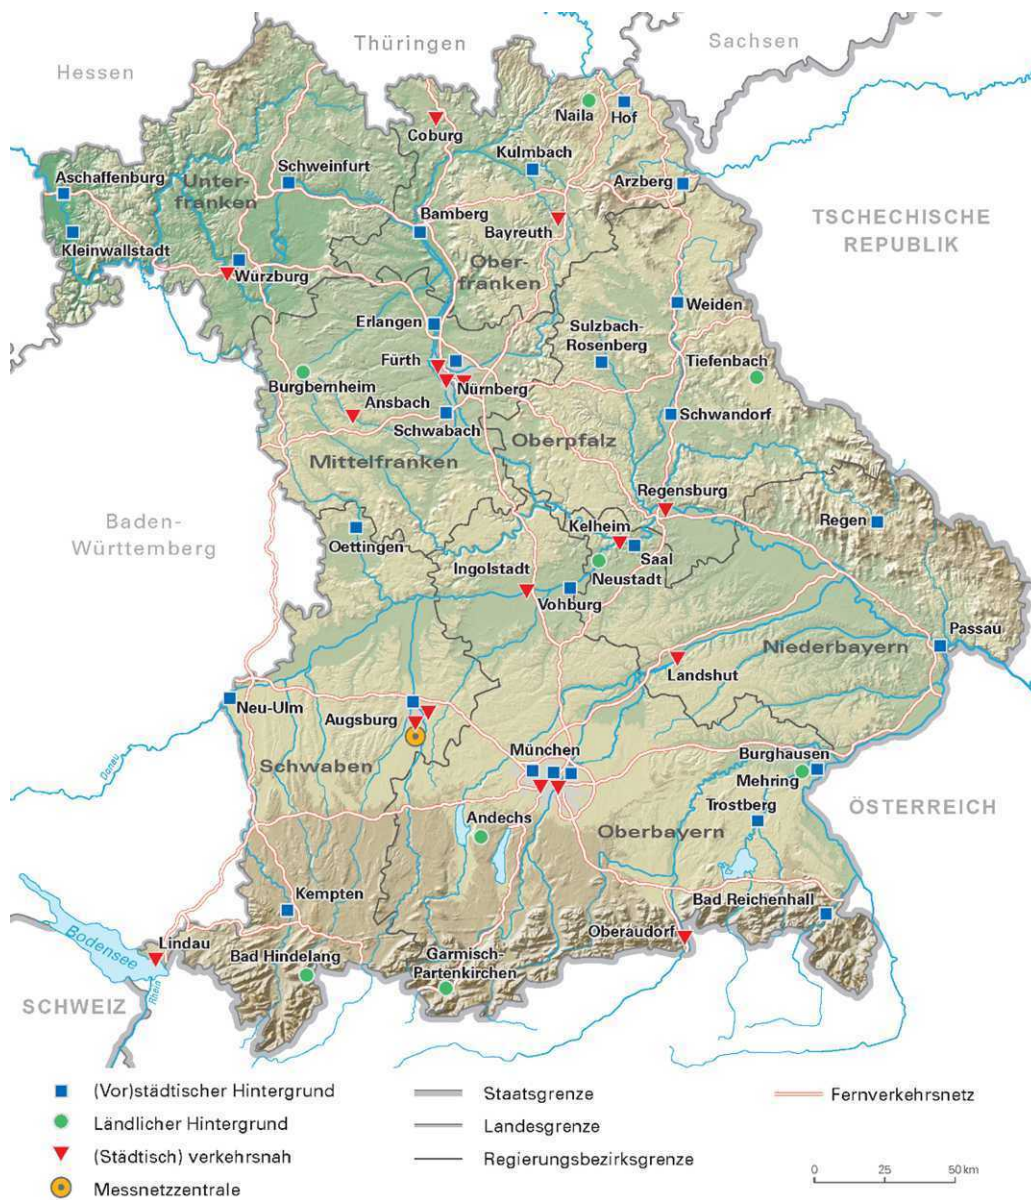 Thüringen
Sachsen
Hessen
Naila
Hof
Coburg
Kulmbach
Schweinfurt
Aschaffenburg
Unter-
franken
Arzberg
Bamberg
Bayreuth
TSCHECHISCHE
REPUBLIK
Kleinwallstadt
Ober-
franken
Würzburg
Weiden
Erlangen
Sulzbach-
Rosenberg
Fürth
Tiefenbach
Burgbernheim
Nürnberg
Ansbach
Schwandorf
Schwabach
Oberpfalz
Mittelfranken
Regensburg
Baden-
Württemberg
Kelheim
Regen
Oettingen
Saal
Ingolstadt
Neustadt
Vohburg
Passau
Niederbayern
Landshut
Neu-Ulm
Augsburg
München
Burghausen
Donau
Schwaben
Mehring
Trostberg
ÖSTERREICH
Andechs
Oberbayern
Kempten
Bad Reichenhall
Bodensee
Lindau
Oberaudorf
Bad Hindelang
Garmisch-
Partenkirchen
Rhein
SCHWEIZ
(Vor)städtischer Hintergrund
Ländlicher Hintergrund
(Städtisch) verkehrsnah
Messnetzzentrale
Staatsgrenze
Landesgrenze
Regierungsbezirksgrenze
Fernverkehrsnetz
0 25 50 km